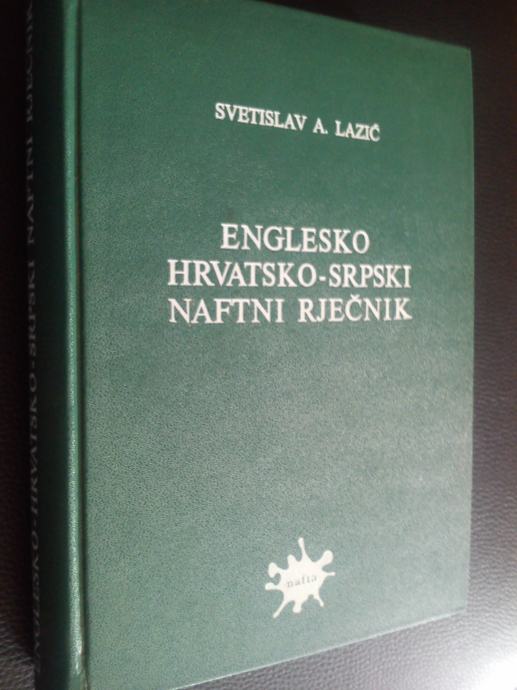 SVETISLAV A. LAZIĆ
ENGLESKO
HRVATSKO-SRPSKI
NAFTNI RJEČNIK
nafta
ENGLESKO-HRVATSKO-SRPSKI NAFTNI RJEČNIK